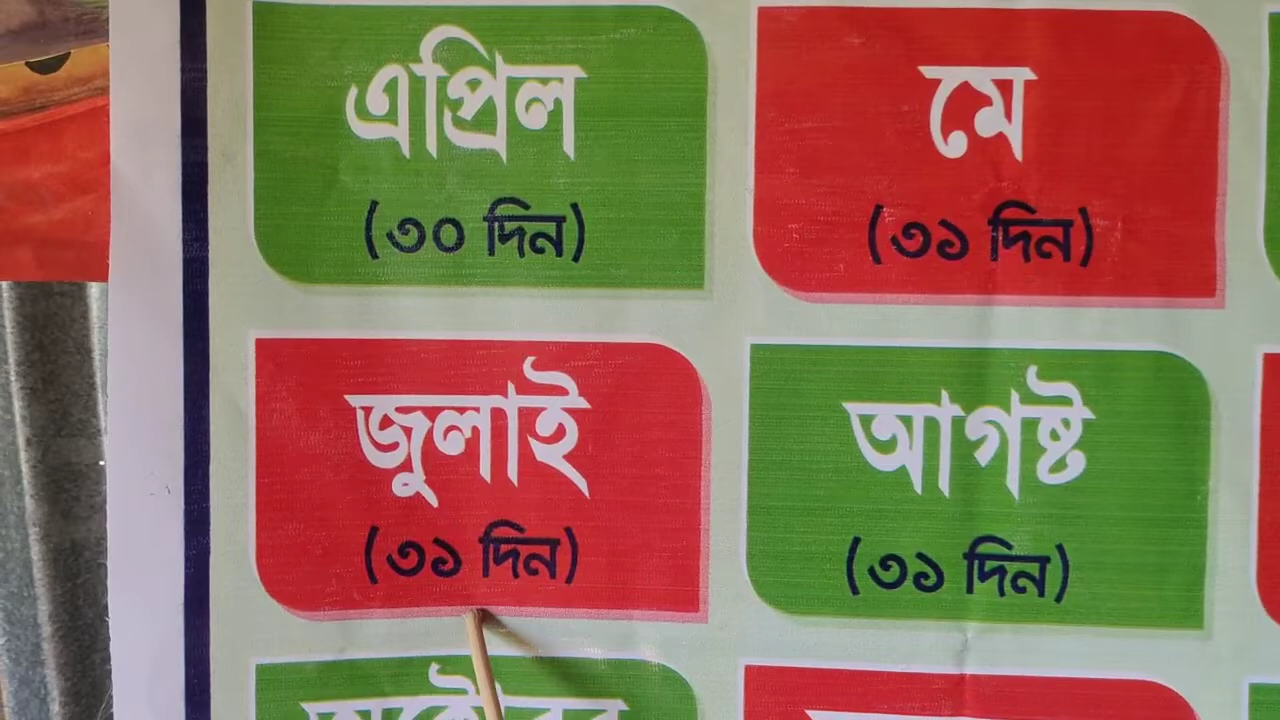 এপ্রিল
(৩০ দিন)
মে
(৩১ দিন)
জুলাই
(৩১ দিন)
আগষ্ট
(৩১ দিন)